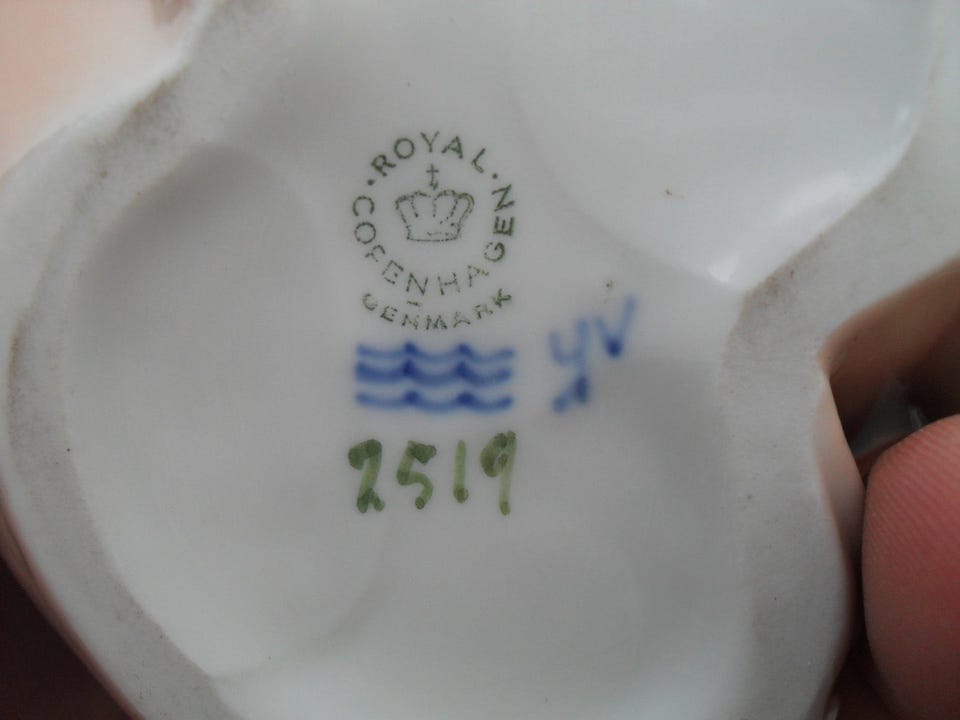 ROYAL
COPENHAGEN
DENMARK
2519